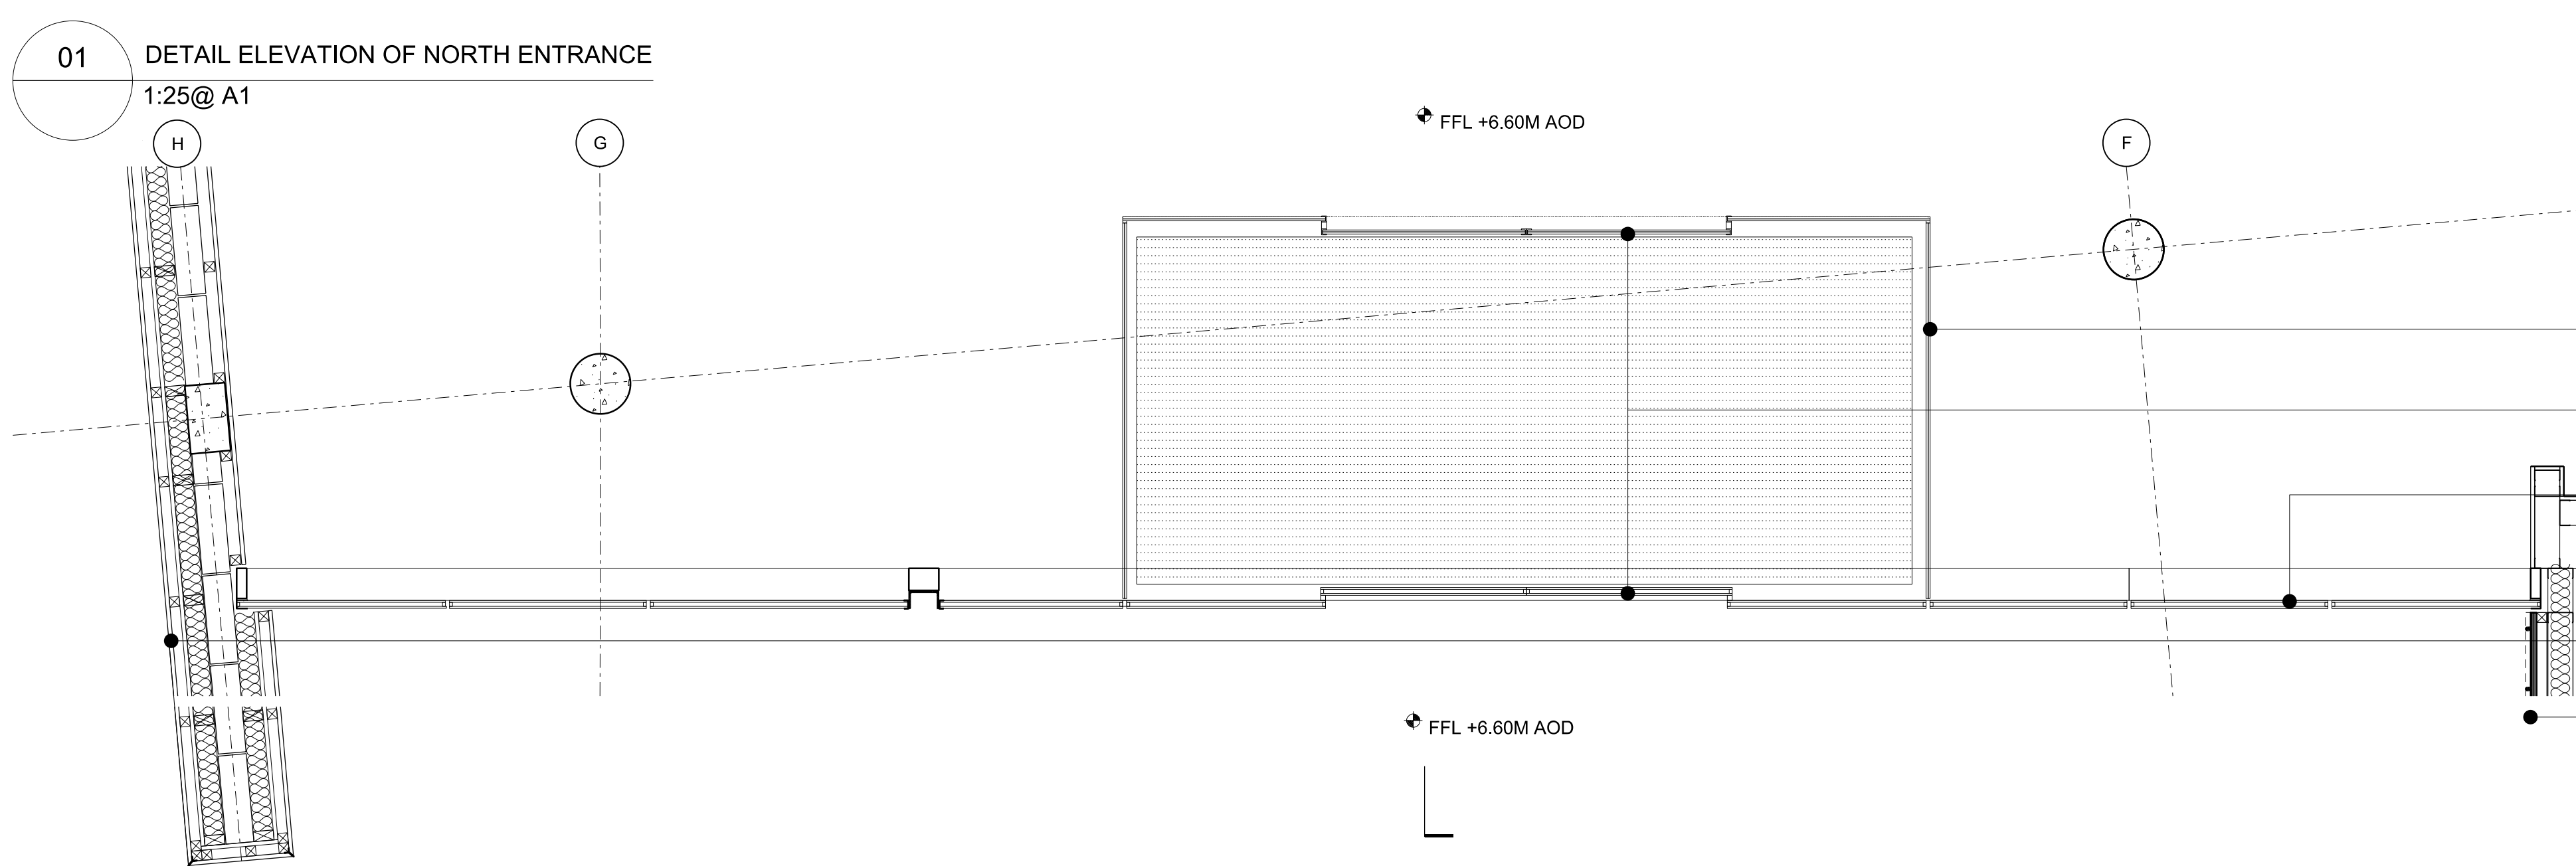 01
DETAIL ELEVATION OF NORTH ENTRANCE
1:25@ A1
H
G
FFL +6.60M AOD
F
FFL +6.60M AOD